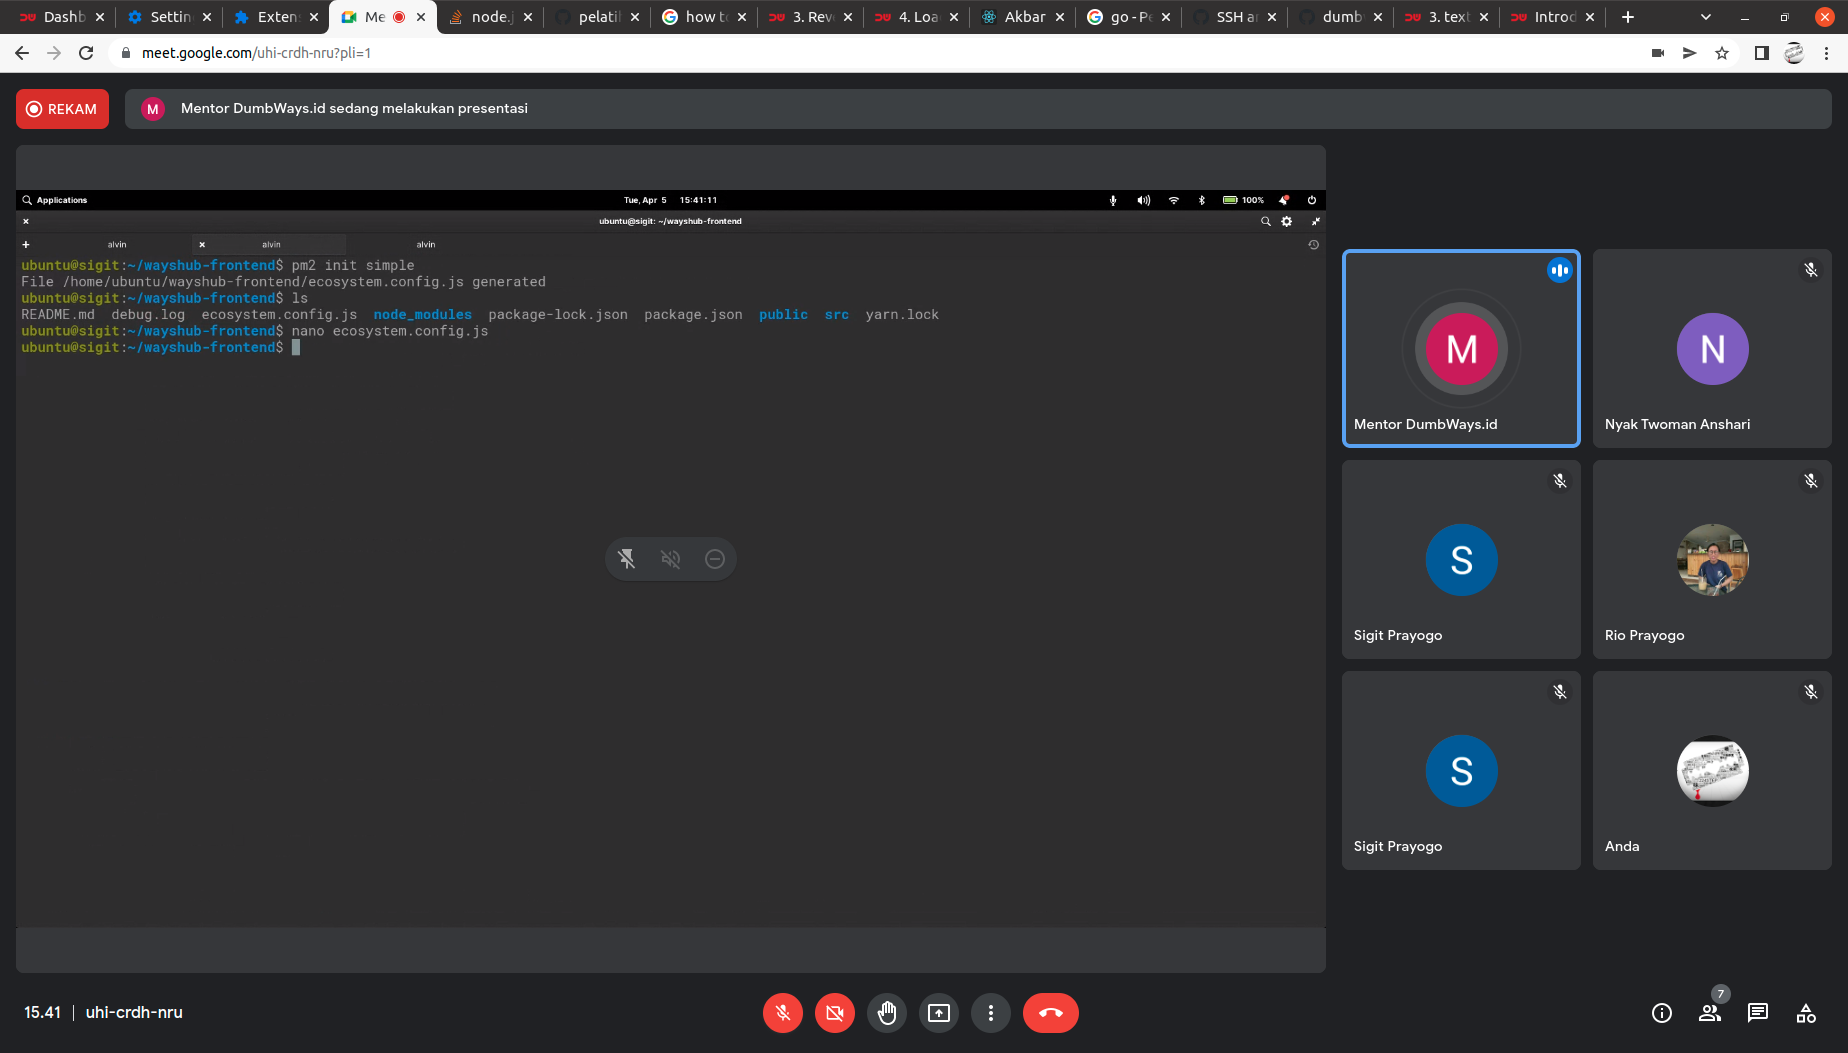 Dashb
Settin
Exten
Me
node.j
pelati
how to
3. Rev
4. Loa
Akbar
go - Pe
SSH a
dumb
3. text
Introd
meet.google.com/uhi-crdh-nru?pli=1
REKAM
M
Mentor DumbWays.id sedang melakukan presentasi
Applications
Tue, Apr 5 15:41:11
100%
ubuntu@sigit: ~/wayshub-frontend
alvin
alvin
alvin
ubuntu@sigit:~/wayshub-frontend$ pm2 init simple
File /home/ubuntu/wayshub-frontend/ecosystem.config.js generated
ubuntu@sigit:~/wayshub-frontend$ ls
README.md debug.log ecosystem.config.js node_modules package-lock.json package.json public src yarn.lock
ubuntu@sigit:~/wayshub-frontend$ nano ecosystem.config.js
ubuntu@sigit:~/wayshub-frontend$
M
Mentor DumbWays.id
N
Nyak Twoman Anshari
S
Sigit Prayogo
Rio Prayogo
S
Sigit Prayogo
Anda
15.41 | uhi-crdh-nru
7